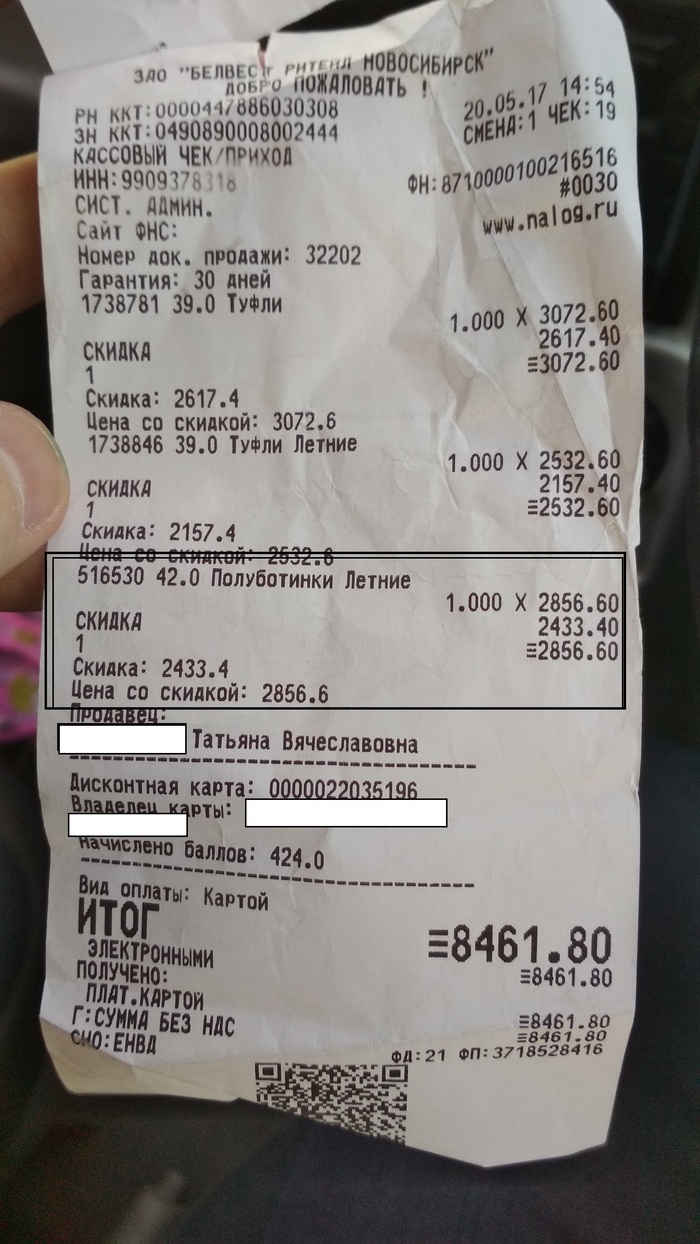 ЗАО "БЕЛВЕСТ РИТЕЙЛ НОВОСИБИРСК"
ДОБРО ПОЖАЛОВАТЬ !
РН ККТ:0000447886030308 20.05.17 14:54
ЗН ККТ:0490890008002444 СМЕНА:1 ЧЕК:19
КАССОВЫЙ ЧЕК/ПРИХОД
ИНН:9909378318 ФН:8710000100216516
СИСТ. АДМИН. #0030
Сайт ФНС: www.nalog.ru
Номер док. продажи: 32202
Гарантия: 30 дней
1738781 39.0 Туфли
1.000 X 3072.60
СКИДКА 2617.40
1 ≡3072.60
Скидка: 2617.4
Цена со скидкой: 3072.6
1738846 39.0 Туфли Летние
1.000 X 2532.60
СКИДКА 2157.40
1 ≡2532.60
Скидка: 2157.4
Цена со скидкой: 2532.6
516530 42.0 Полуботинки Летние
1.000 X 2856.60
СКИДКА 2433.40
1 ≡2856.60
Скидка: 2433.4
Цена со скидкой: 2856.6
Продавец:
Татьяна Вячеславовна
Дисконтная карта: 0000022035196
Владелец карты:
Начислено баллов: 424.0
Вид оплаты: Картой
ИТОГ ≡8461.80
ЭЛЕКТРОННЫМИ ≡8461.80
ПОЛУЧЕНО:
ПЛАТ.КАРТОЙ ≡8461.80
Г:СУММА БЕЗ НДС ≡8461.80
СНО:ЕНВД ФД:21 ФП:3718528416